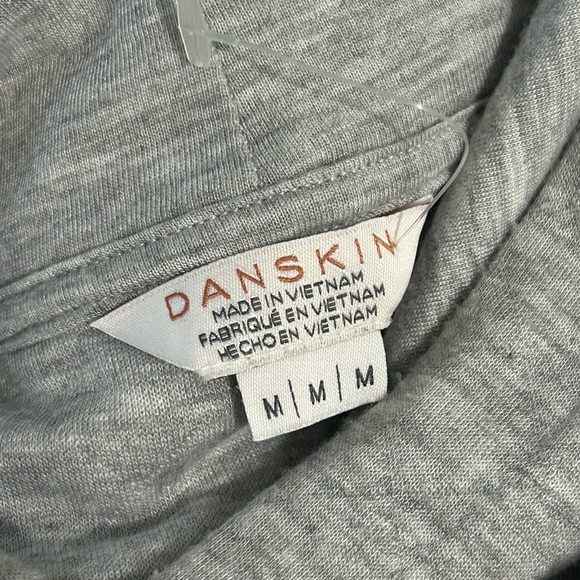 DANSKIN
MADE IN VIETNAM
FABRIQUÉ EN VIETNAM
HECHO EN VIETNAM
M | M | M